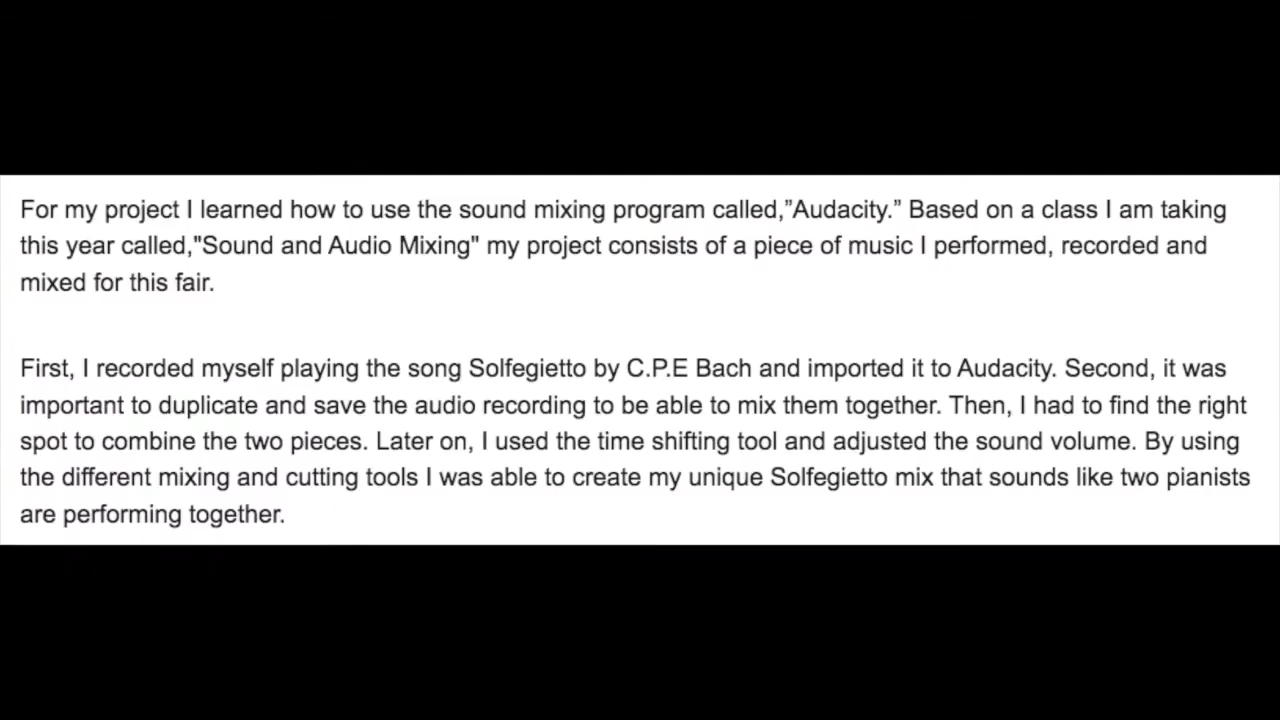 For my project I learned how to use the sound mixing program called,”Audacity.” Based on a class I am taking
this year called,"Sound and Audio Mixing" my project consists of a piece of music I performed, recorded and
mixed for this fair.
First, I recorded myself playing the song Solfegietto by C.P.E Bach and imported it to Audacity. Second, it was
important to duplicate and save the audio recording to be able to mix them together. Then, I had to find the right
spot to combine the two pieces. Later on, I used the time shifting tool and adjusted the sound volume. By using
the different mixing and cutting tools I was able to create my unique Solfegietto mix that sounds like two pianists
are performing together.